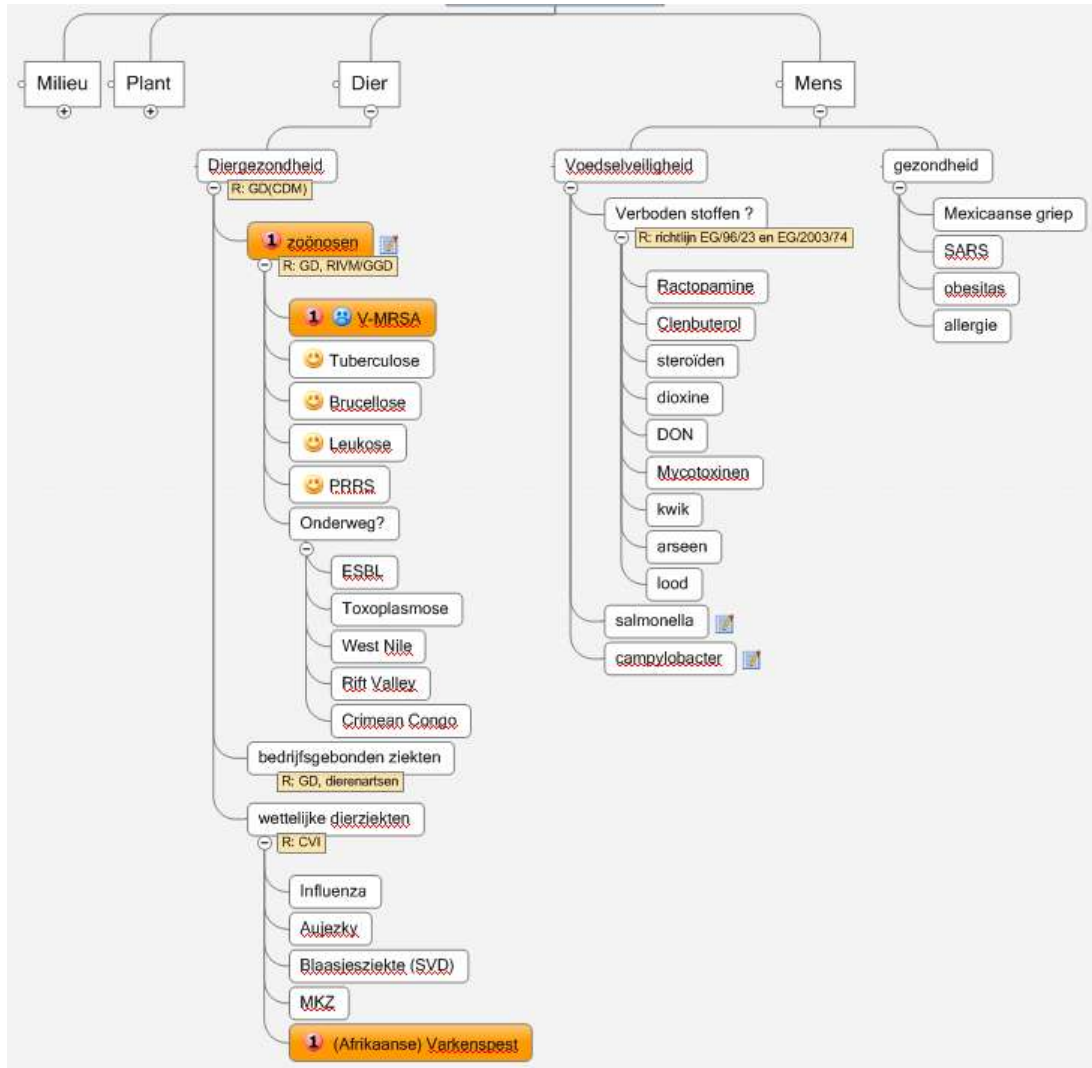 Milieu
Plant
Dier
Mens
Diergezondheid
R: GD(CDM)
1 zoönosen
R: GD, RIVM/GGD
1 V-MRSA
Tuberculose
Brucellose
Leukose
PRRS
Onderweg?
ESBL
Toxoplasmose
West Nile
Rift Valley
Crimean Congo
bedrijfsgebonden ziekten
R: GD, dierenartsen
wettelijke dierziekten
R: CVI
Influenza
Aujezky
Blaasjesziekte (SVD)
MKZ
1 (Afrikaanse) Varkenspest
Voedselveiligheid
Verboden stoffen ?
R: richtlijn EG/96/23 en EG/2003/74
Ractopamine
Clenbuterol
steroïden
dioxine
DON
Mycotoxinen
kwik
arseen
lood
salmonella
campylobacter
gezondheid
Mexicaanse griep
SARS
obesitas
allergie